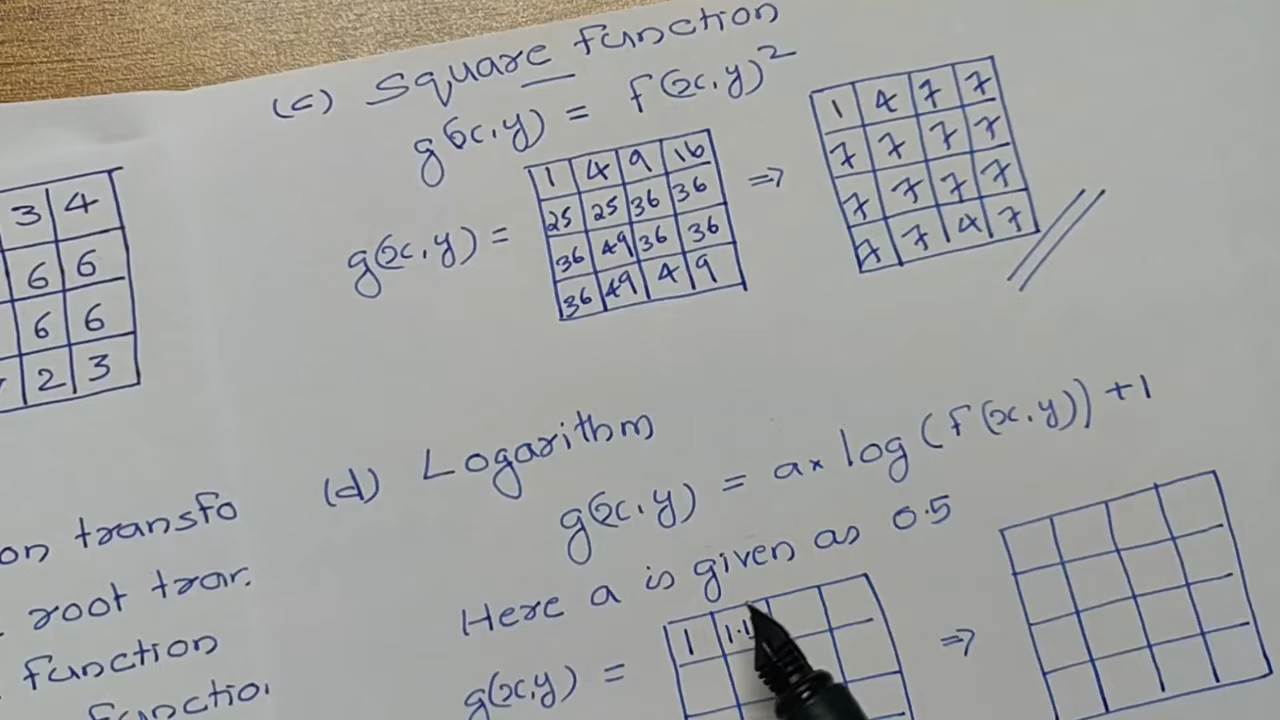 (c) Square function
g(x,y) = f(x,y)²
g(x,y) =
1 4 9 16
25 25 36 36
36 49 36 36
36 49 4 9
⇒
1 4 7 7
7 7 7 7
7 7 7 7
7 7 4 7
3 4
6 6
6 6
2 3
(d) Logarithm
g(x,y) = a× log(f(x,y)) +1
Here a is given as 0.5
g(x,y) =
1 1.1
⇒
on transfo
root tran
function
functio